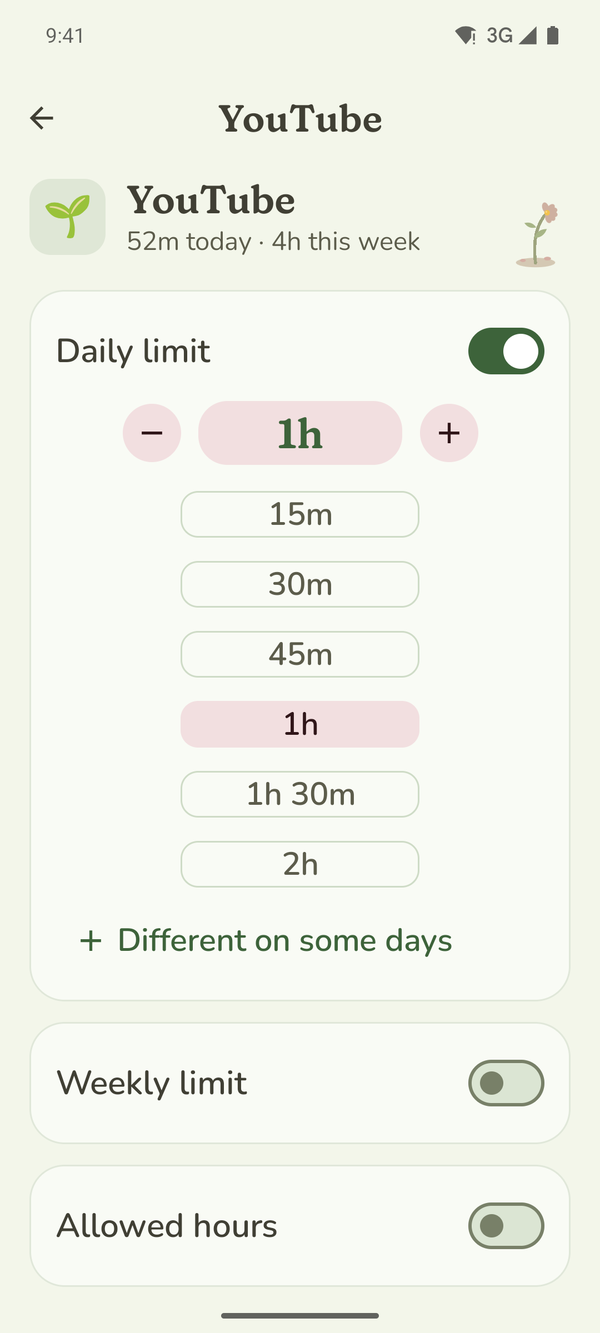 9:41
3G
YouTube
YouTube
52m today · 4h this week
Daily limit
− 1h +
15m
30m
45m
1h
1h 30m
2h
+ Different on some days
Weekly limit
Allowed hours